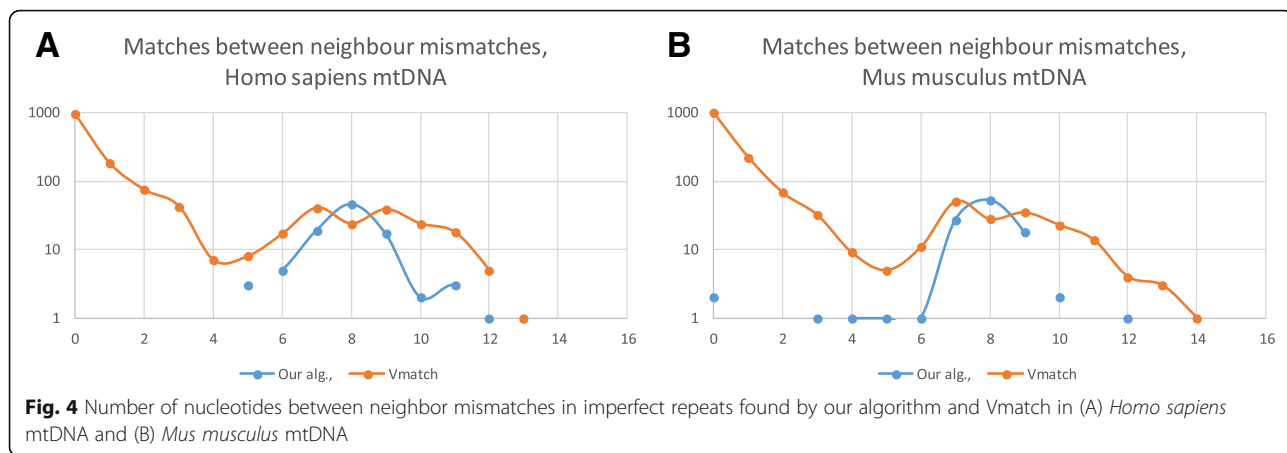 A
Matches between neighbour mismatches,
Homo sapiens mtDNA
1000
100
10
1
0 2 4 6 8 10 12 14 16
Our alg., Vmatch
B
Matches between neighbour mismatches,
Mus musculus mtDNA
1000
100
10
1
0 2 4 6 8 10 12 14 16
Our alg., Vmatch
Fig. 4 Number of nucleotides between neighbor mismatches in imperfect repeats found by our algorithm and Vmatch in (A) Homo sapiens
mtDNA and (B) Mus musculus mtDNA